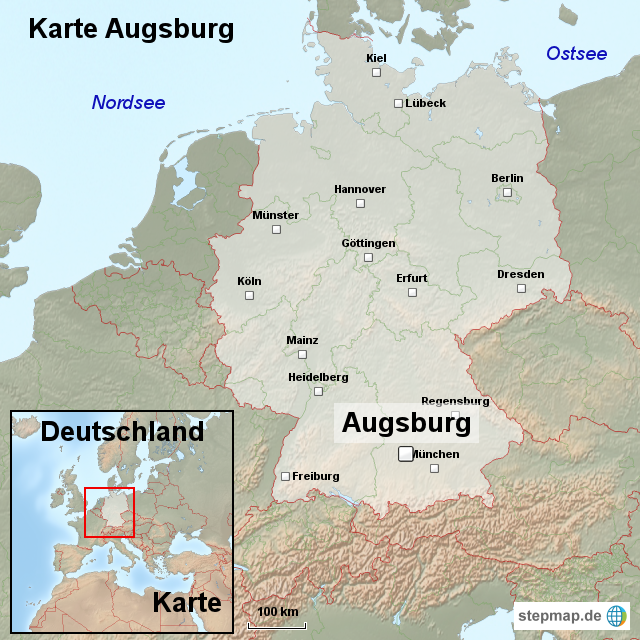 Karte Augsburg
Nordsee
Ostsee
Kiel
Lübeck
Berlin
Hannover
Münster
Göttingen
Köln
Erfurt
Dresden
Mainz
Heidelberg
Regensburg
Augsburg
München
Freiburg
Deutschland
Karte
100 km
stepmap.de